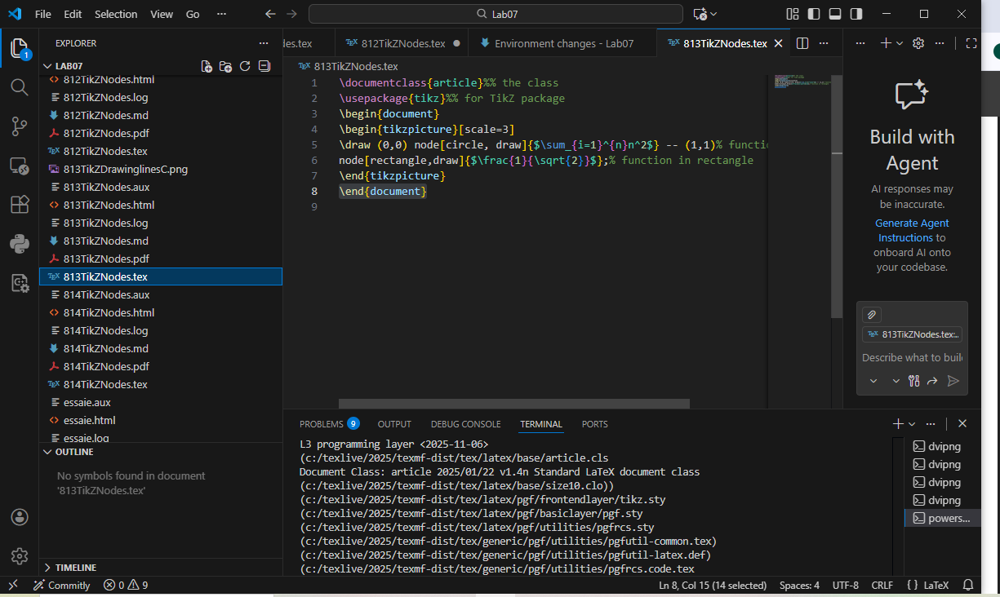 File Edit Selection View Go ··· Lab07
EXPLORER ···
LAB07
812TikZNotes.html
812TikZNotes.log
812TikZNotes.md
812TikZNotes.pdf
812TikZNotes.tex
813TikZDrawinglinesC.png
813TikZNodes.aux
813TikZNodes.html
813TikZNodes.log
813TikZNodes.md
813TikZNodes.pdf
813TikZNodes.tex
814TikZNodes.aux
814TikZNodes.html
814TikZNodes.log
814TikZNodes.md
814TikZNodes.pdf
814TikZNodes.tex
essaie.aux
essaie.html
essaie.log
OUTLINE
No symbols found in document
'813TikZNodes.tex'
TIMELINE
des.tex 812TikZNodes.tex Environment changes - Lab07 813TikZNodes.tex
813TikZNodes.tex
1 \documentclass{article}%% the class
2 \usepackage{tikz}%% for TikZ package
3 \begin{document}
4 \begin{tikzpicture}[scale=3]
5 \draw (0,0) node[circle, draw]{$\sum_{i=1}^{n}n^2$} -- (1,1)% functio
6 node[rectangle,draw]{$\frac{1}{\sqrt{2}}$};% function in rectangle
7 \end{tikzpicture}
8 \end{document}
9
Build with
Agent
AI responses may
be inaccurate.
Generate Agent
Instructions to
onboard AI onto
your codebase.
813TikZNodes.tex:..
Describe what to buil
PROBLEMS 9 OUTPUT DEBUG CONSOLE TERMINAL PORTS
L3 programming layer <2025-11-06>
(c:/texlive/2025/texmf-dist/tex/latex/base/article.cls
Document Class: article 2025/01/22 v1.4n Standard LaTeX document class
(c:/texlive/2025/texmf-dist/tex/latex/base/size10.clo))
(c:/texlive/2025/texmf-dist/tex/latex/pgf/frontendlayer/tikz.sty
(c:/texlive/2025/texmf-dist/tex/latex/pgf/basiclayer/pgf.sty
(c:/texlive/2025/texmf-dist/tex/latex/pgf/utilities/pgfrcs.sty
(c:/texlive/2025/texmf-dist/tex/generic/pgf/utilities/pgfutil-common.tex)
(c:/texlive/2025/texmf-dist/tex/generic/pgf/utilities/pgfutil-latex.def)
(c:/texlive/2025/texmf-dist/tex/generic/pgf/utilities/pgfrcs.code.tex
dvipng
dvipng
dvipng
dvipng
powers...
1
Commitly 0 9 Ln 8, Col 15 (14 selected) Spaces: 4 UTF-8 CRLF { } LaTeX